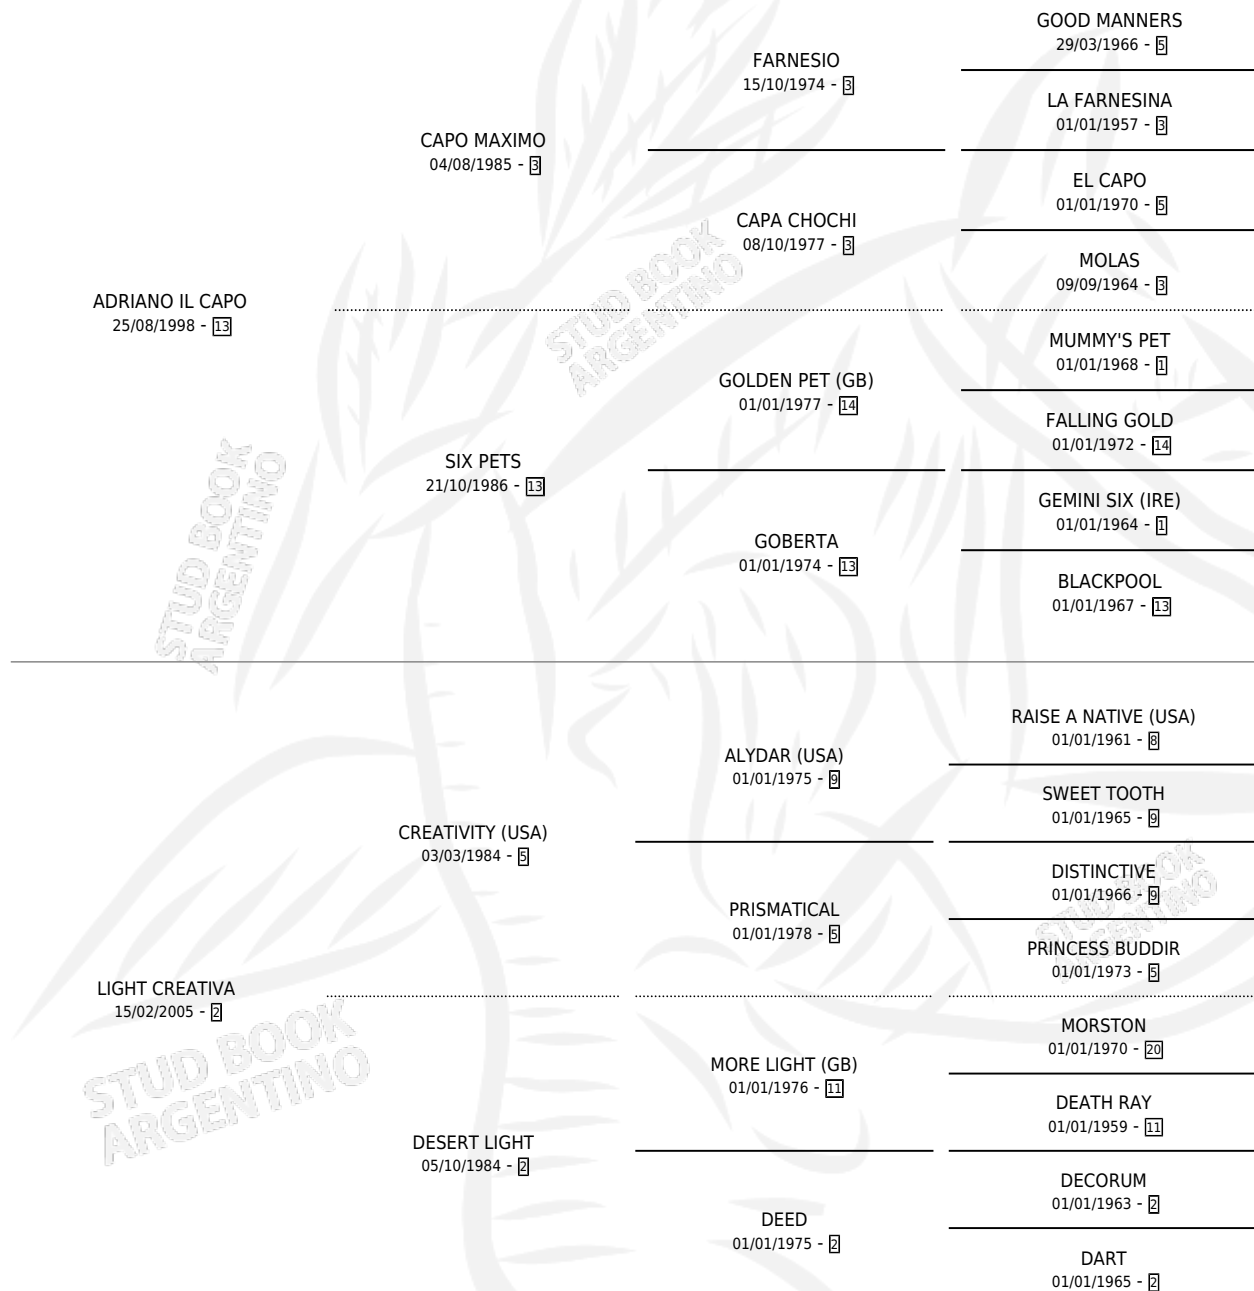 GOOD MANNERS
29/03/1966 - 5
FARNESIO
15/10/1974 - 3
LA FARNESINA
01/01/1957 - 3
CAPO MAXIMO
04/08/1985 - 3
EL CAPO
01/01/1970 - 5
CAPA CHOCHI
08/10/1977 - 3
MOLAS
09/09/1964 - 3
ADRIANO IL CAPO
25/08/1998 - 13
MUMMY'S PET
01/01/1968 - 1
GOLDEN PET (GB)
01/01/1977 - 14
FALLING GOLD
01/01/1972 - 14
SIX PETS
21/10/1986 - 13
GEMINI SIX (IRE)
01/01/1964 - 1
GOBERTA
01/01/1974 - 13
BLACKPOOL
01/01/1967 - 13
RAISE A NATIVE (USA)
01/01/1961 - 8
ALYDAR (USA)
01/01/1975 - 9
SWEET TOOTH
01/01/1965 - 9
CREATIVITY (USA)
03/03/1984 - 5
DISTINCTIVE
01/01/1966 - 9
PRISMATICAL
01/01/1978 - 5
PRINCESS BUDDIR
01/01/1973 - 5
LIGHT CREATIVA
15/02/2005 - 2
MORSTON
01/01/1970 - 20
MORE LIGHT (GB)
01/01/1976 - 11
DEATH RAY
01/01/1959 - 11
DESERT LIGHT
05/10/1984 - 2
DECORUM
01/01/1963 - 2
DEED
01/01/1975 - 2
DART
01/01/1965 - 2
STUD BOOK
ARGENTINO
STUD BOOK
ARGENTINO
STUD BOOK
ARGENTINO
STUD BOOK
ARGENTINO